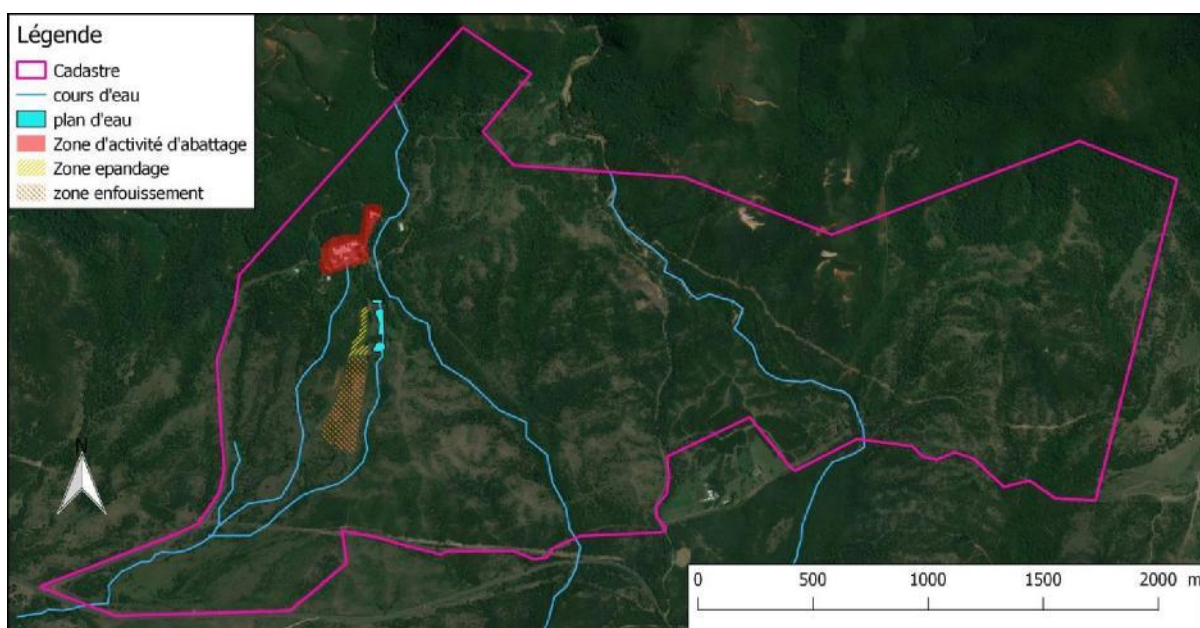 Légende
Cadastre
cours d'eau
plan d'eau
Zone d'activité d'abattage
Zone epandage
zone enfouissement
N
0 500 1000 1500 2000 m